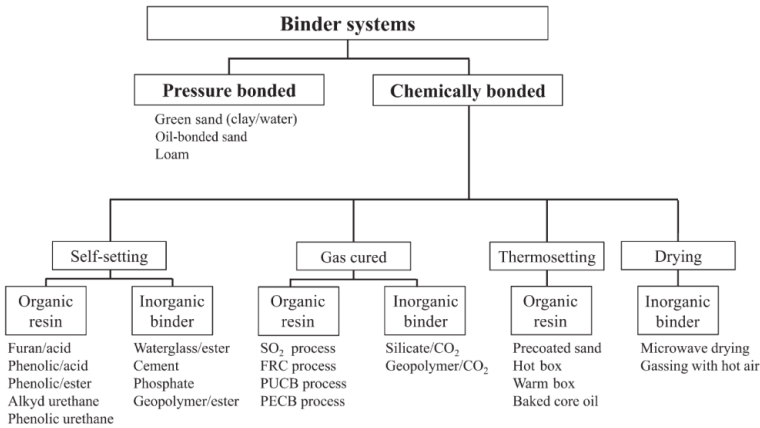 Binder systems
Pressure bonded
Chemically bonded
Green sand (clay/water)
Oil-bonded sand
Loam
Self-setting
Gas cured
Thermosetting
Drying
Organic
resin
Inorganic
binder
Organic
resin
Inorganic
binder
Organic
resin
Inorganic
binder
Furan/acid
Phenolic/acid
Phenolic/ester
Alkyd urethane
Phenolic urethane
Waterglass/ester
Cement
Phosphate
Geopolymer/ester
SO₂ process
FRC process
PUCB process
PECB process
Silicate/CO₂
Geopolymer/CO₂
Precoated sand
Hot box
Warm box
Baked core oil
Microwave drying
Gassing with hot air